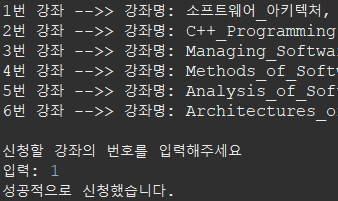 1번 강좌 -->> 강좌명: 소프트웨어_아키텍처,
2번 강좌 -->> 강좌명: C++_Programming
3번 강좌 -->> 강좌명: Managing_Softwa
4번 강좌 -->> 강좌명: Methods_of_Soft
5번 강좌 -->> 강좌명: Analysis_of_Sof
6번 강좌 -->> 강좌명: Architectures_o
신청할 강좌의 번호를 입력해주세요
입력: 1
성공적으로 신청했습니다.